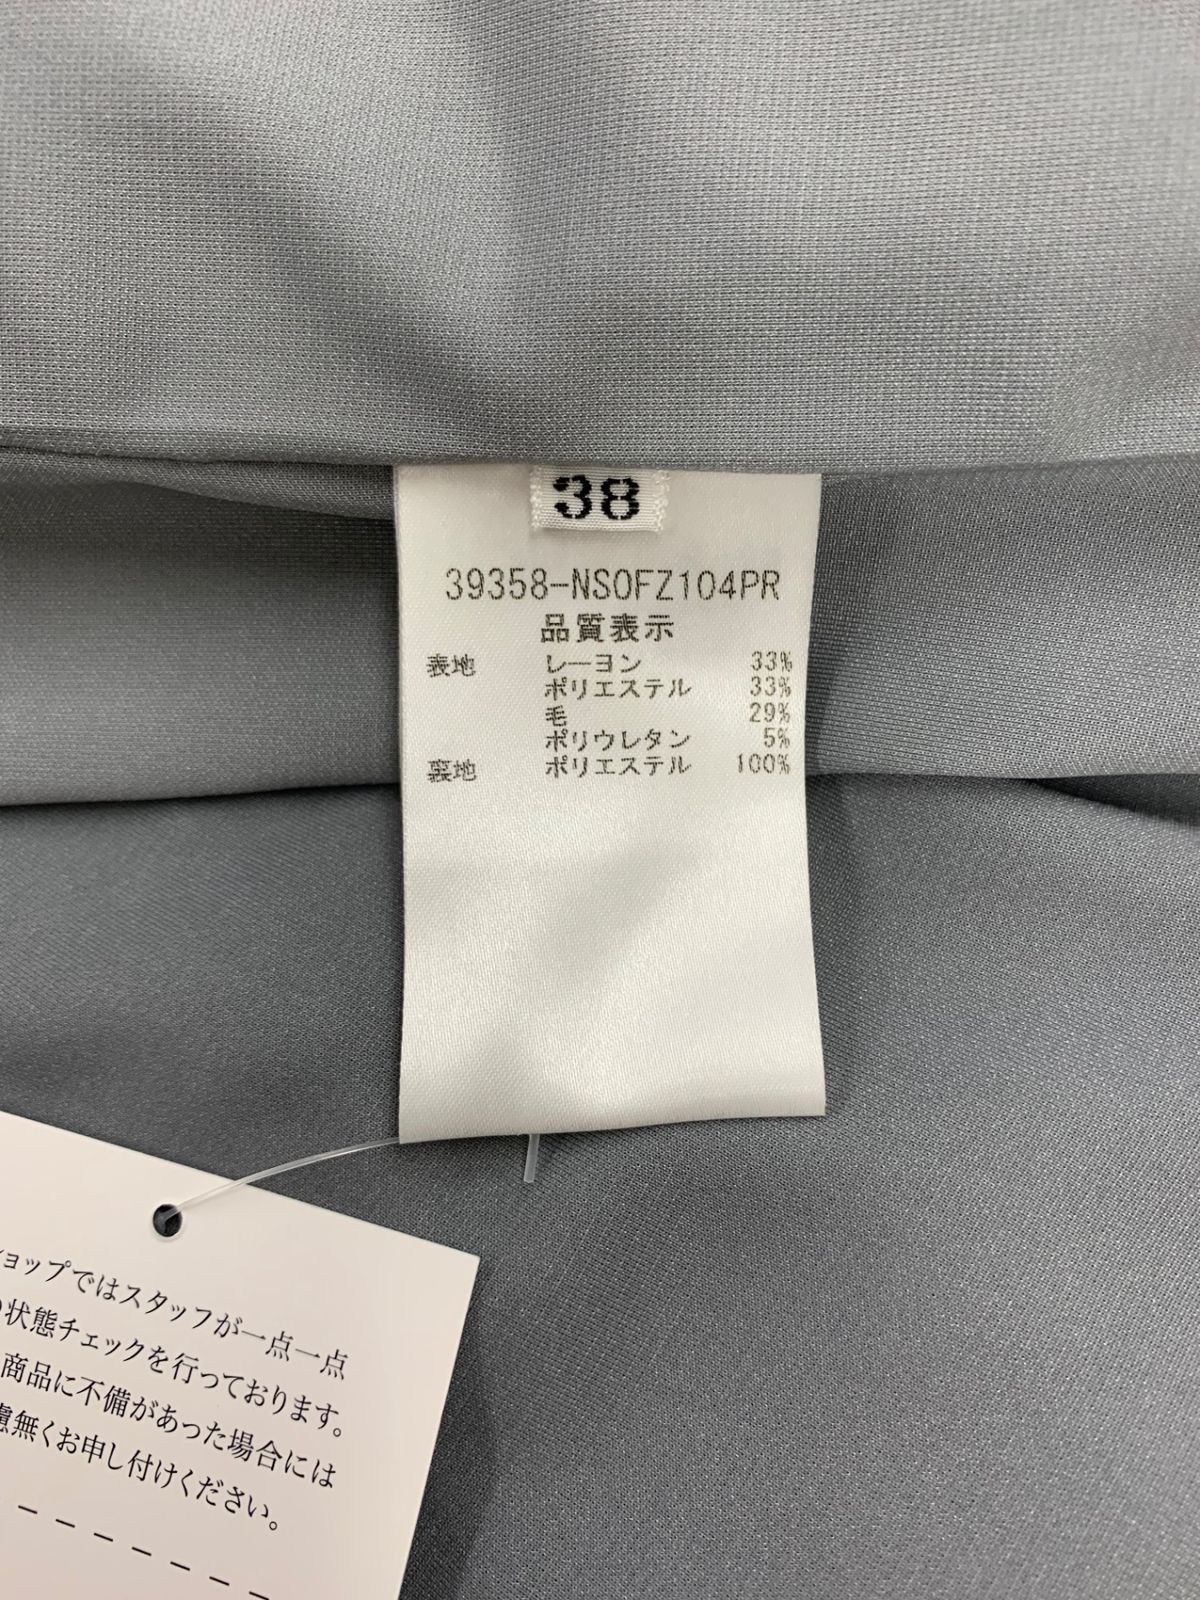 38
39358-NSOFZ104PR
品質表示
表地 レーヨン 33%
ポリエステル 33%
毛 29%
ポリウレタン 5%
裏地 ポリエステル 100%
ョップではスタッフが一点一点
状態チェックを行っております。
商品に不備があった場合には
慮無くお申し付けください。